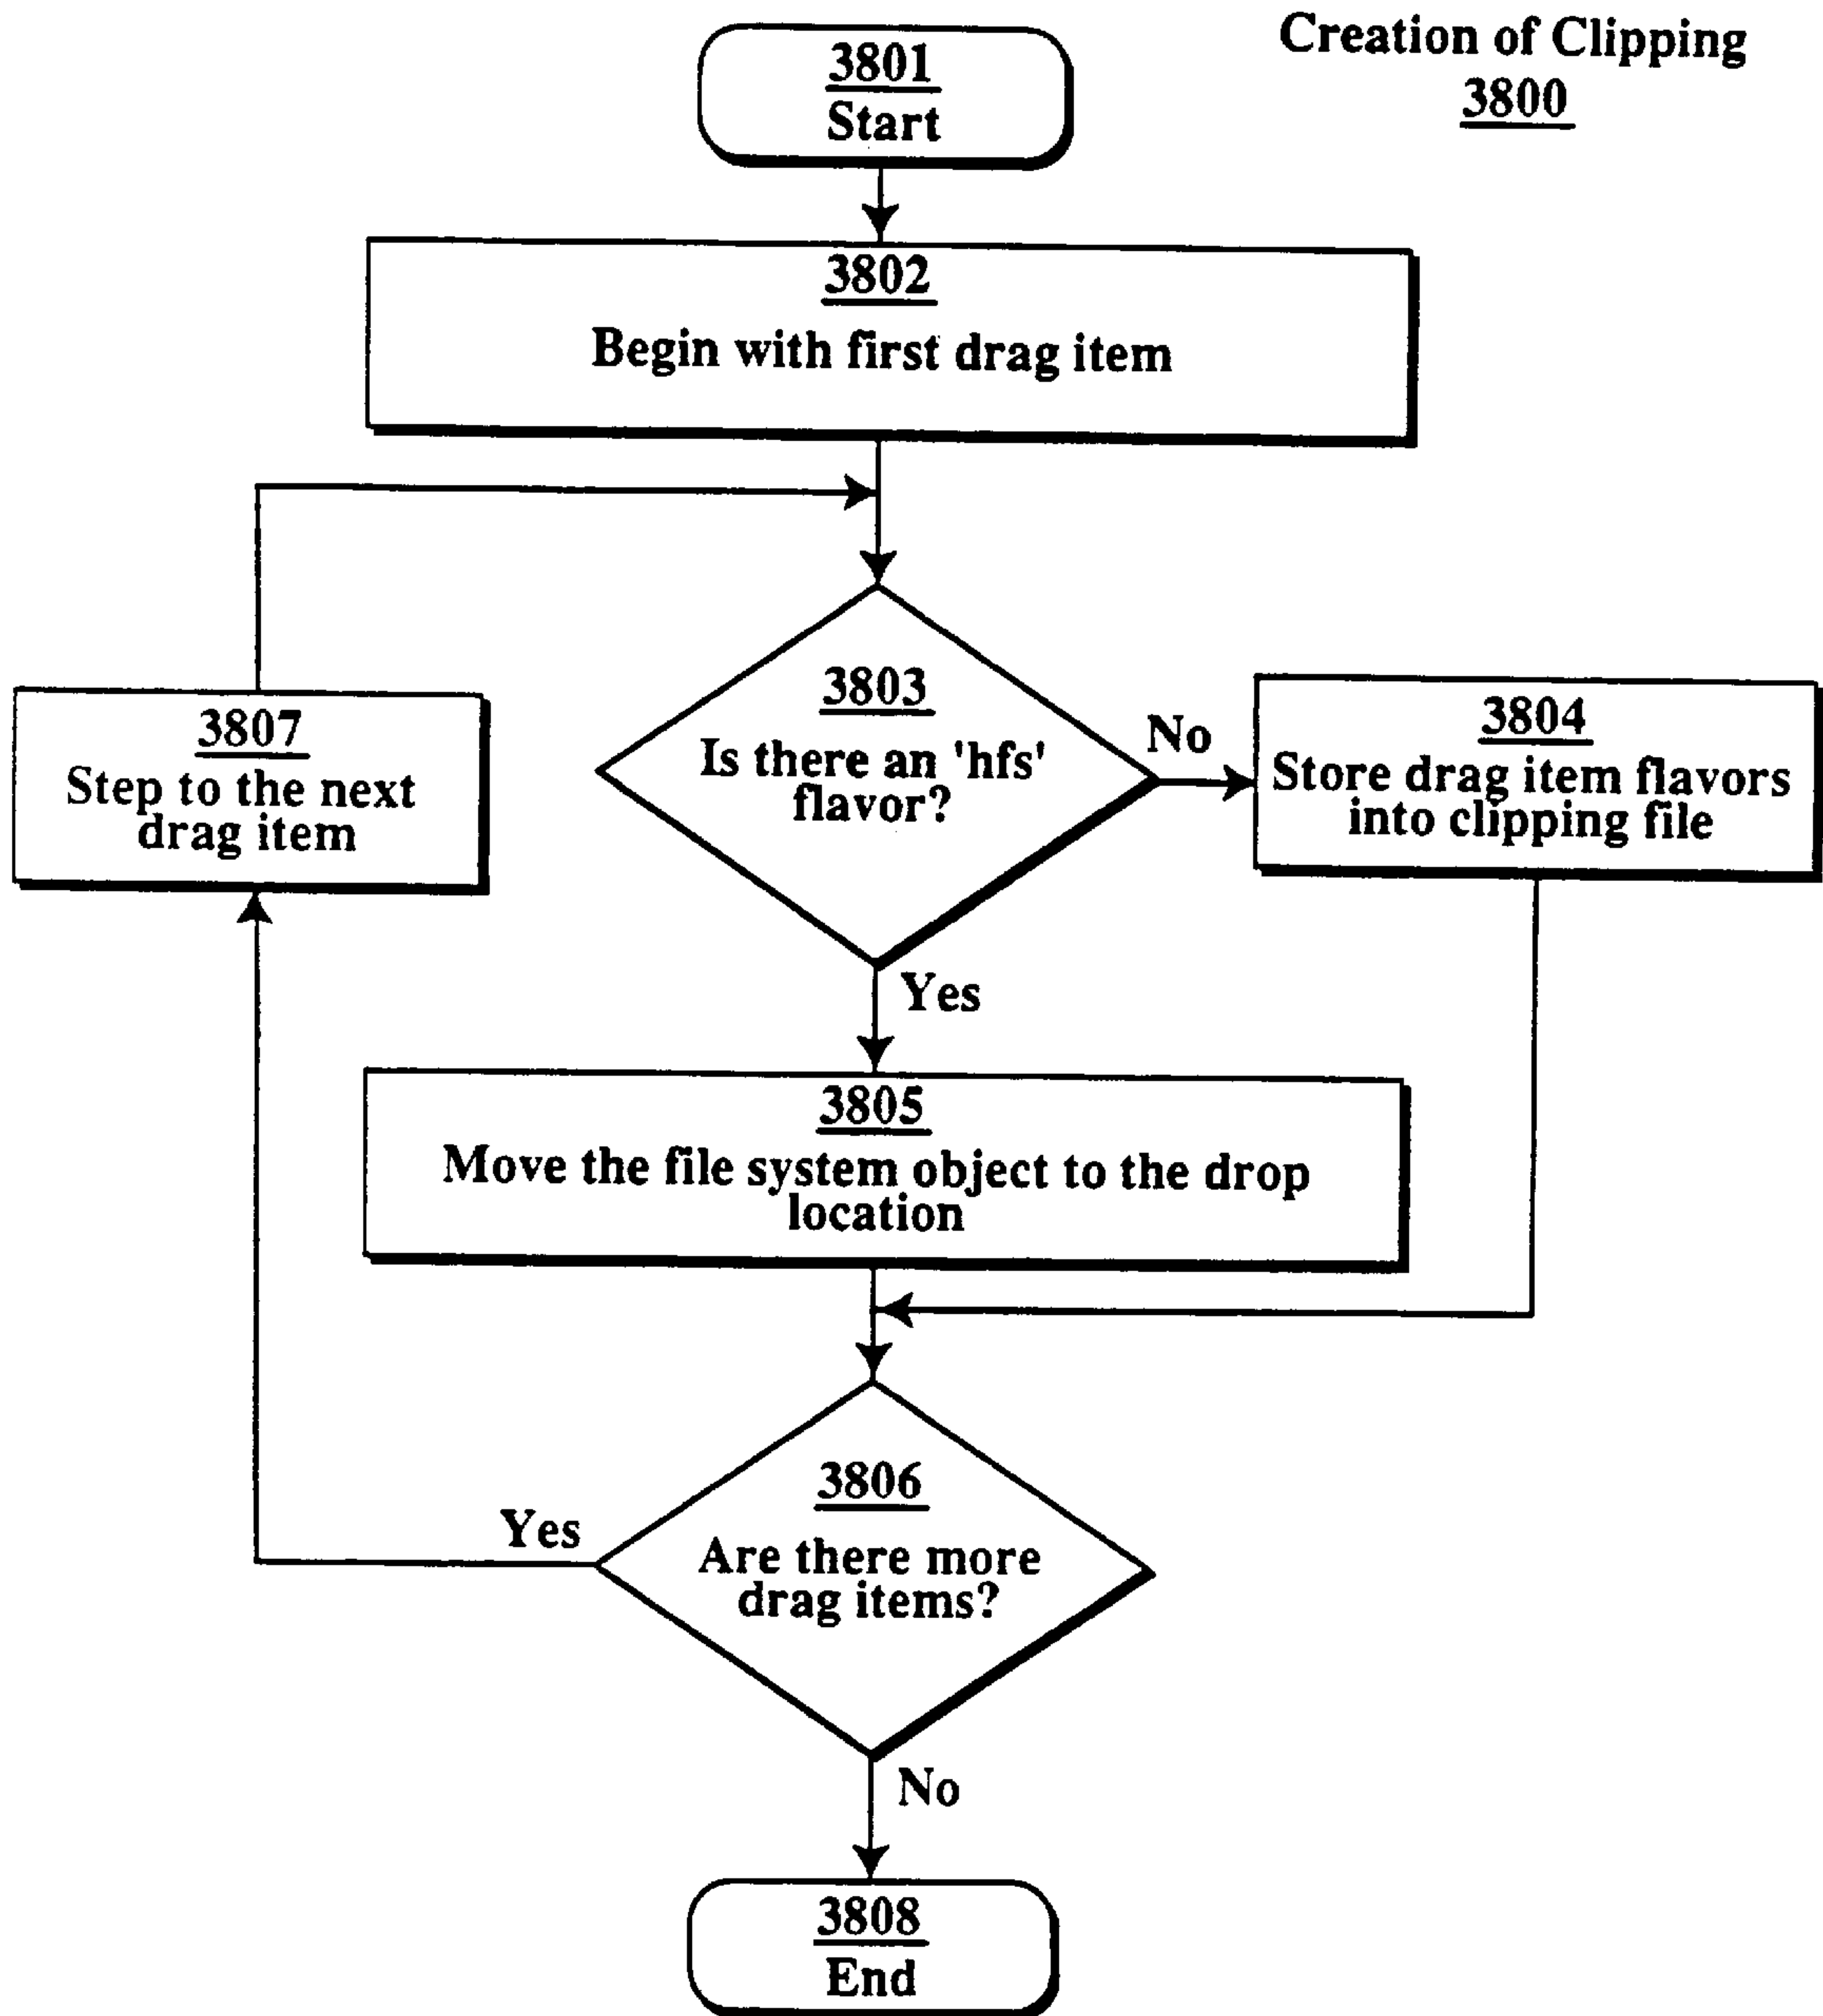 Creation of Clipping
3800
3801
Start
3802
Begin with first drag item
3803
Is there an 'hfs'
flavor?
No
3804
Store drag item flavors
into clipping file
3807
Step to the next
drag item
Yes
3805
Move the file system object to the drop
location
3806
Are there more
drag items?
Yes
No
3808
End